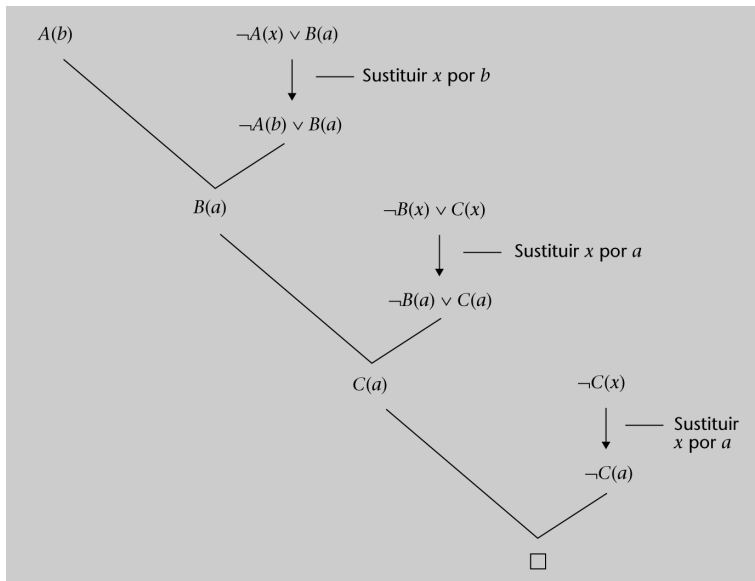 A(b) ¬A(x) ∨ B(a)
Sustituir x por b
¬A(b) ∨ B(a)
B(a) ¬B(x) ∨ C(x)
Sustituir x por a
¬B(a) ∨ C(a)
C(a) ¬C(x)
Sustituir
x por a
¬C(a)
□